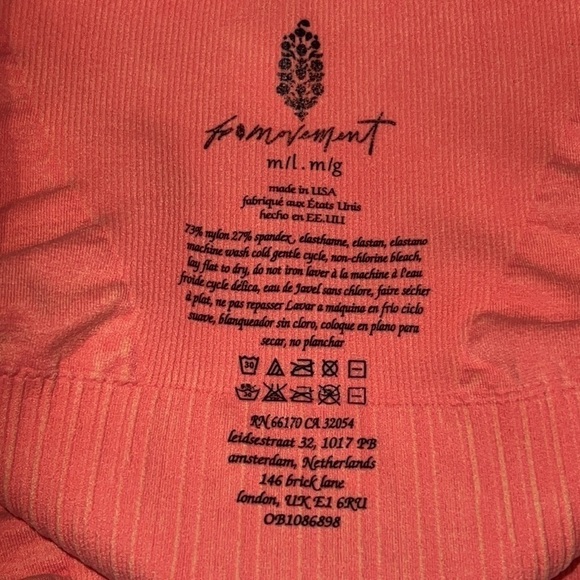 fp movement
m/l . m/g
made in USA
fabriqué aux États Unis
hecho en EE.UU
73% nylon 27% spandex, elasthanne, elastan, elastano
machine wash cold gentle cycle, non-chlorine bleach,
lay flat to dry, do not iron laver à la machine à l'eau
froide cycle délica, eau de Javel sans chlore, faire sécher
à plat, ne pas repasser Lavar a máquina en frío ciclo
suave, blanqueador sin cloro, coloque en plano para
secar, no planchar
30
30
RN 66170 CA 32054
leidsestraat 32, 1017 PB
amsterdam, Netherlands
146 brick lane
london, UK E1 6RU
OB1086898